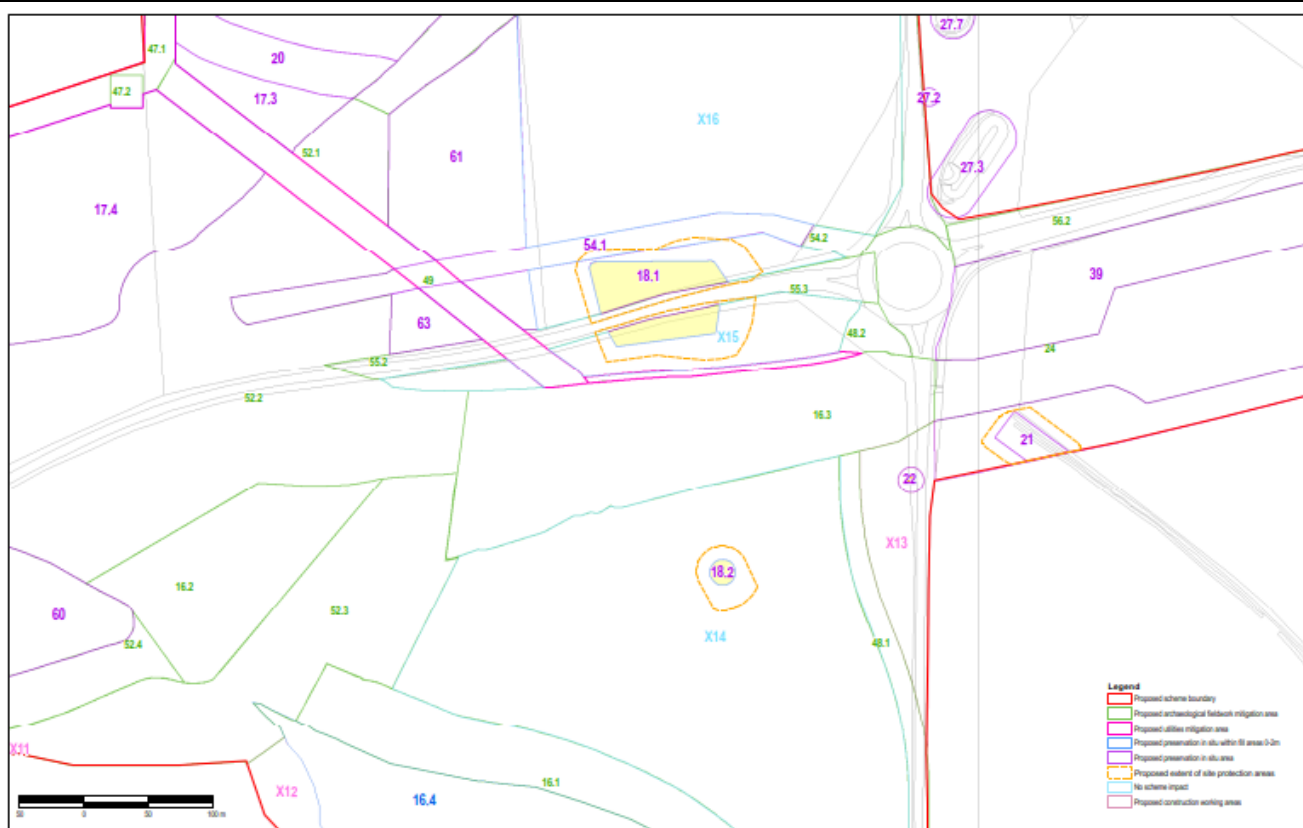 27.7
47.1
20
47.2
17.3
27.2
X16
52.1
61
27.3
17.4
56.2
54.2
54.1
18.1
39
49
55.3
63
X15
48.2
24
55.2
52.2
16.3
21
22
X13
18.2
16.2
52.3
60
X14
52.4
48.1
X11
16.1
X12
16.4
50 0 50 100 m
Legend
Proposed scheme boundary
Proposed archaeological fieldwork mitigation area
Proposed utilities mitigation area
Proposed preservation in situ within fill areas 0-2m
Proposed preservation in situ area
Proposed extent of site protection areas
No scheme impact
Proposed construction working areas